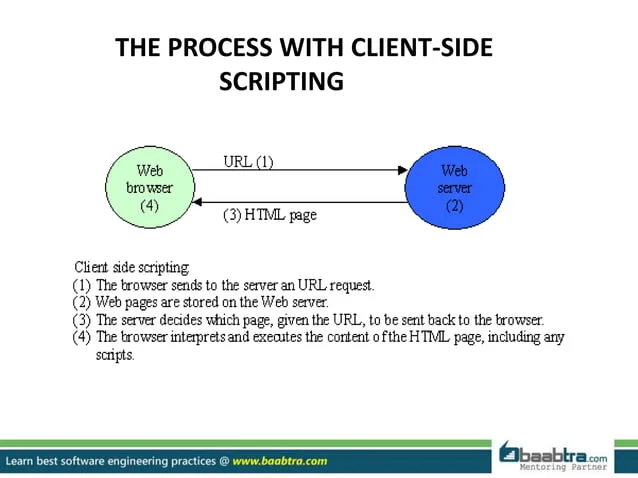 THE PROCESS WITH CLIENT-SIDE
SCRIPTING
Web
browser
(4)
URL (1)
(3) HTML page
Web
server
(2)
Client side scripting:
(1) The browser sends to the server an URL request.
(2) Web pages are stored on the Web server.
(3) The server decides which page, given the URL, to be sent back to the browser.
(4) The browser interprets and executes the content of the HTML page, including any
scripts.
Learn best software engineering practices @ www.baabtra.com
baabtra.com
Mentoring Partner